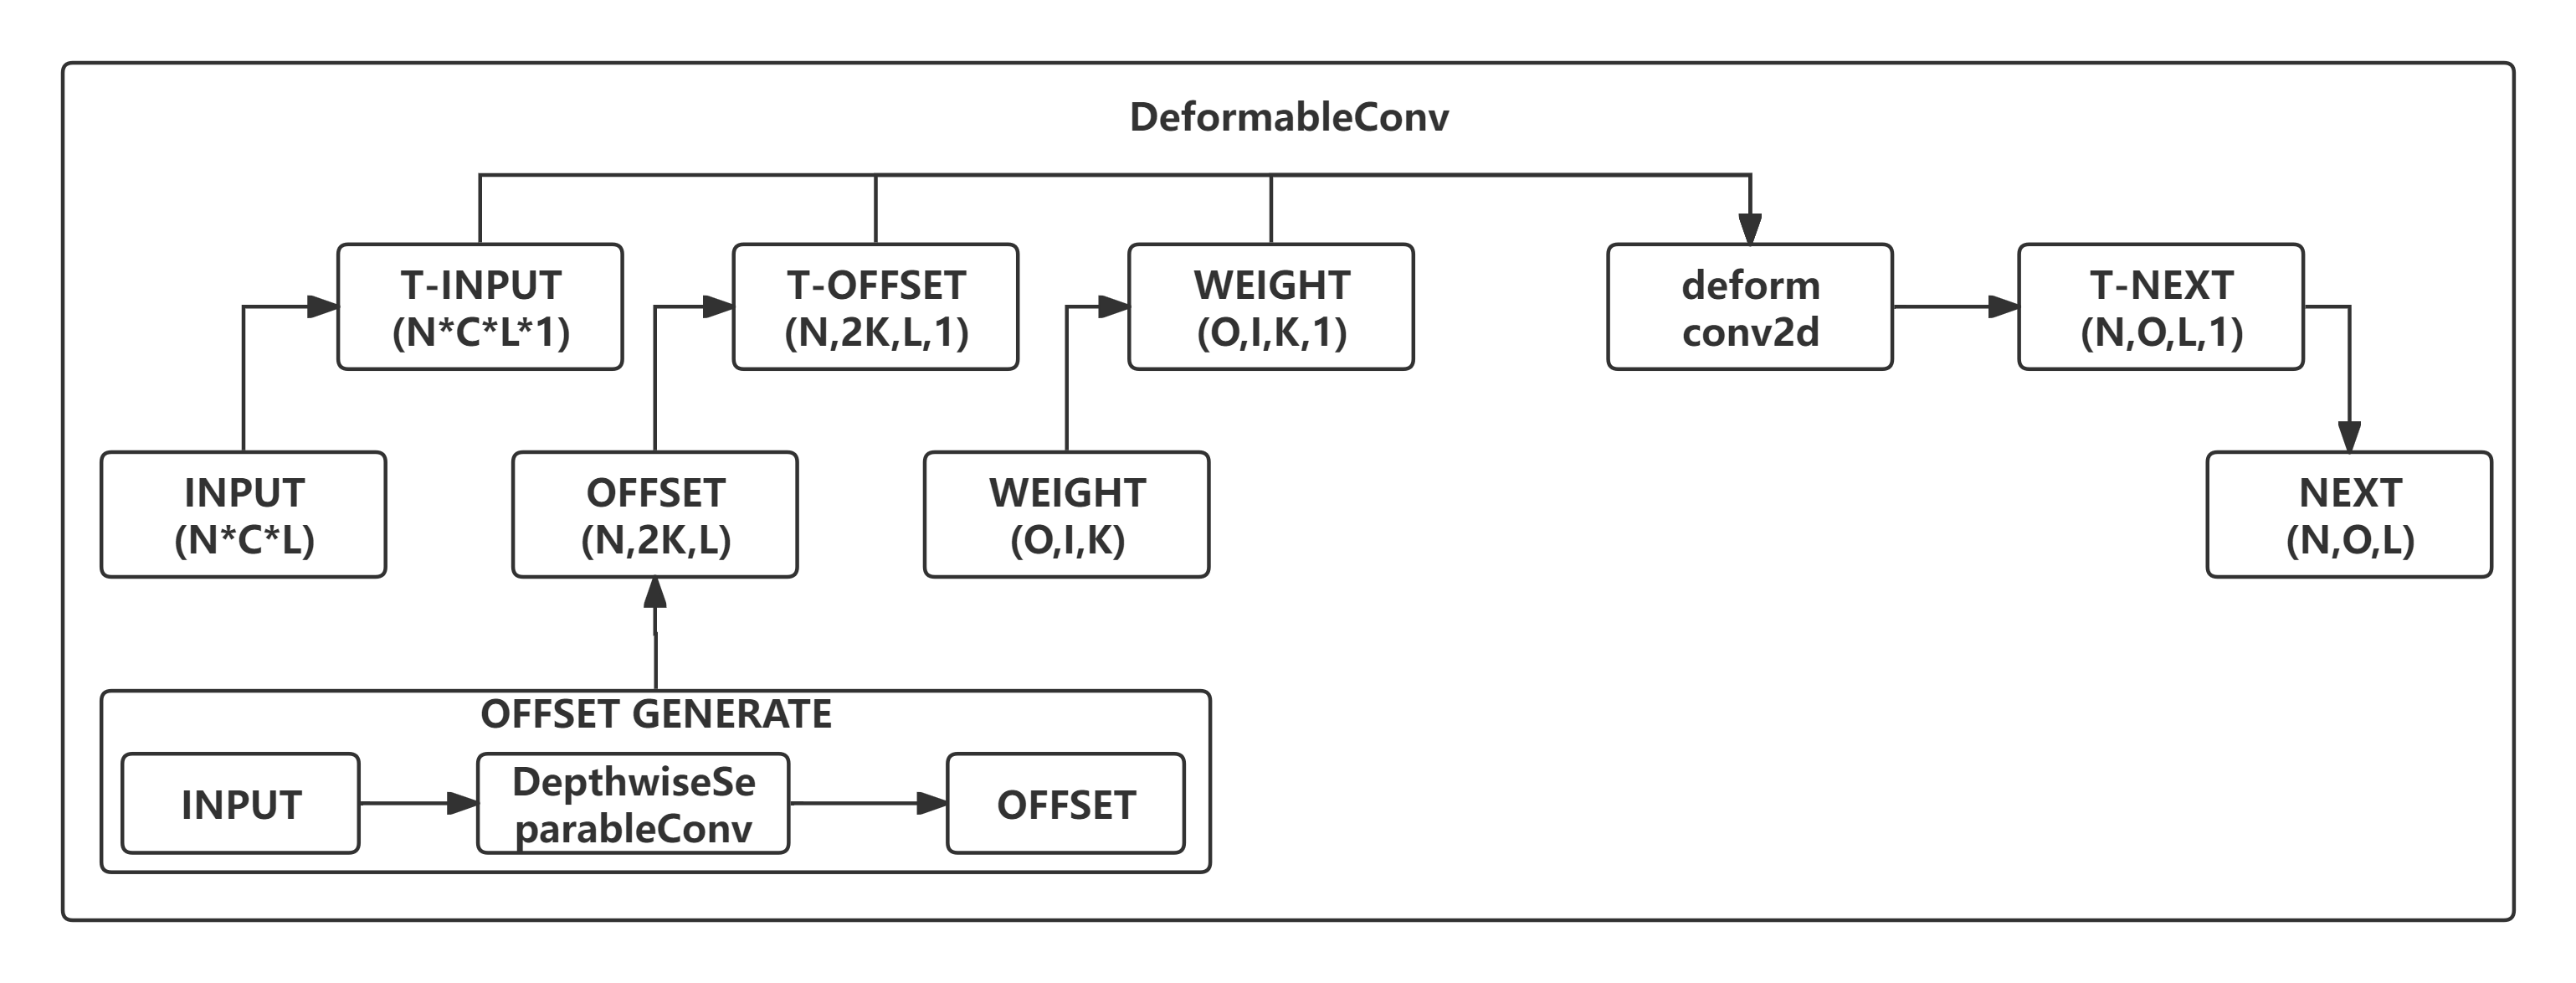 DeformableConv
T-INPUT
(N*C*L*1)
T-OFFSET
(N,2K,L,1)
WEIGHT
(O,I,K,1)
deform
conv2d
T-NEXT
(N,O,L,1)
INPUT
(N*C*L)
OFFSET
(N,2K,L)
WEIGHT
(O,I,K)
NEXT
(N,O,L)
OFFSET GENERATE
INPUT
DepthwiseSe
parableConv
OFFSET